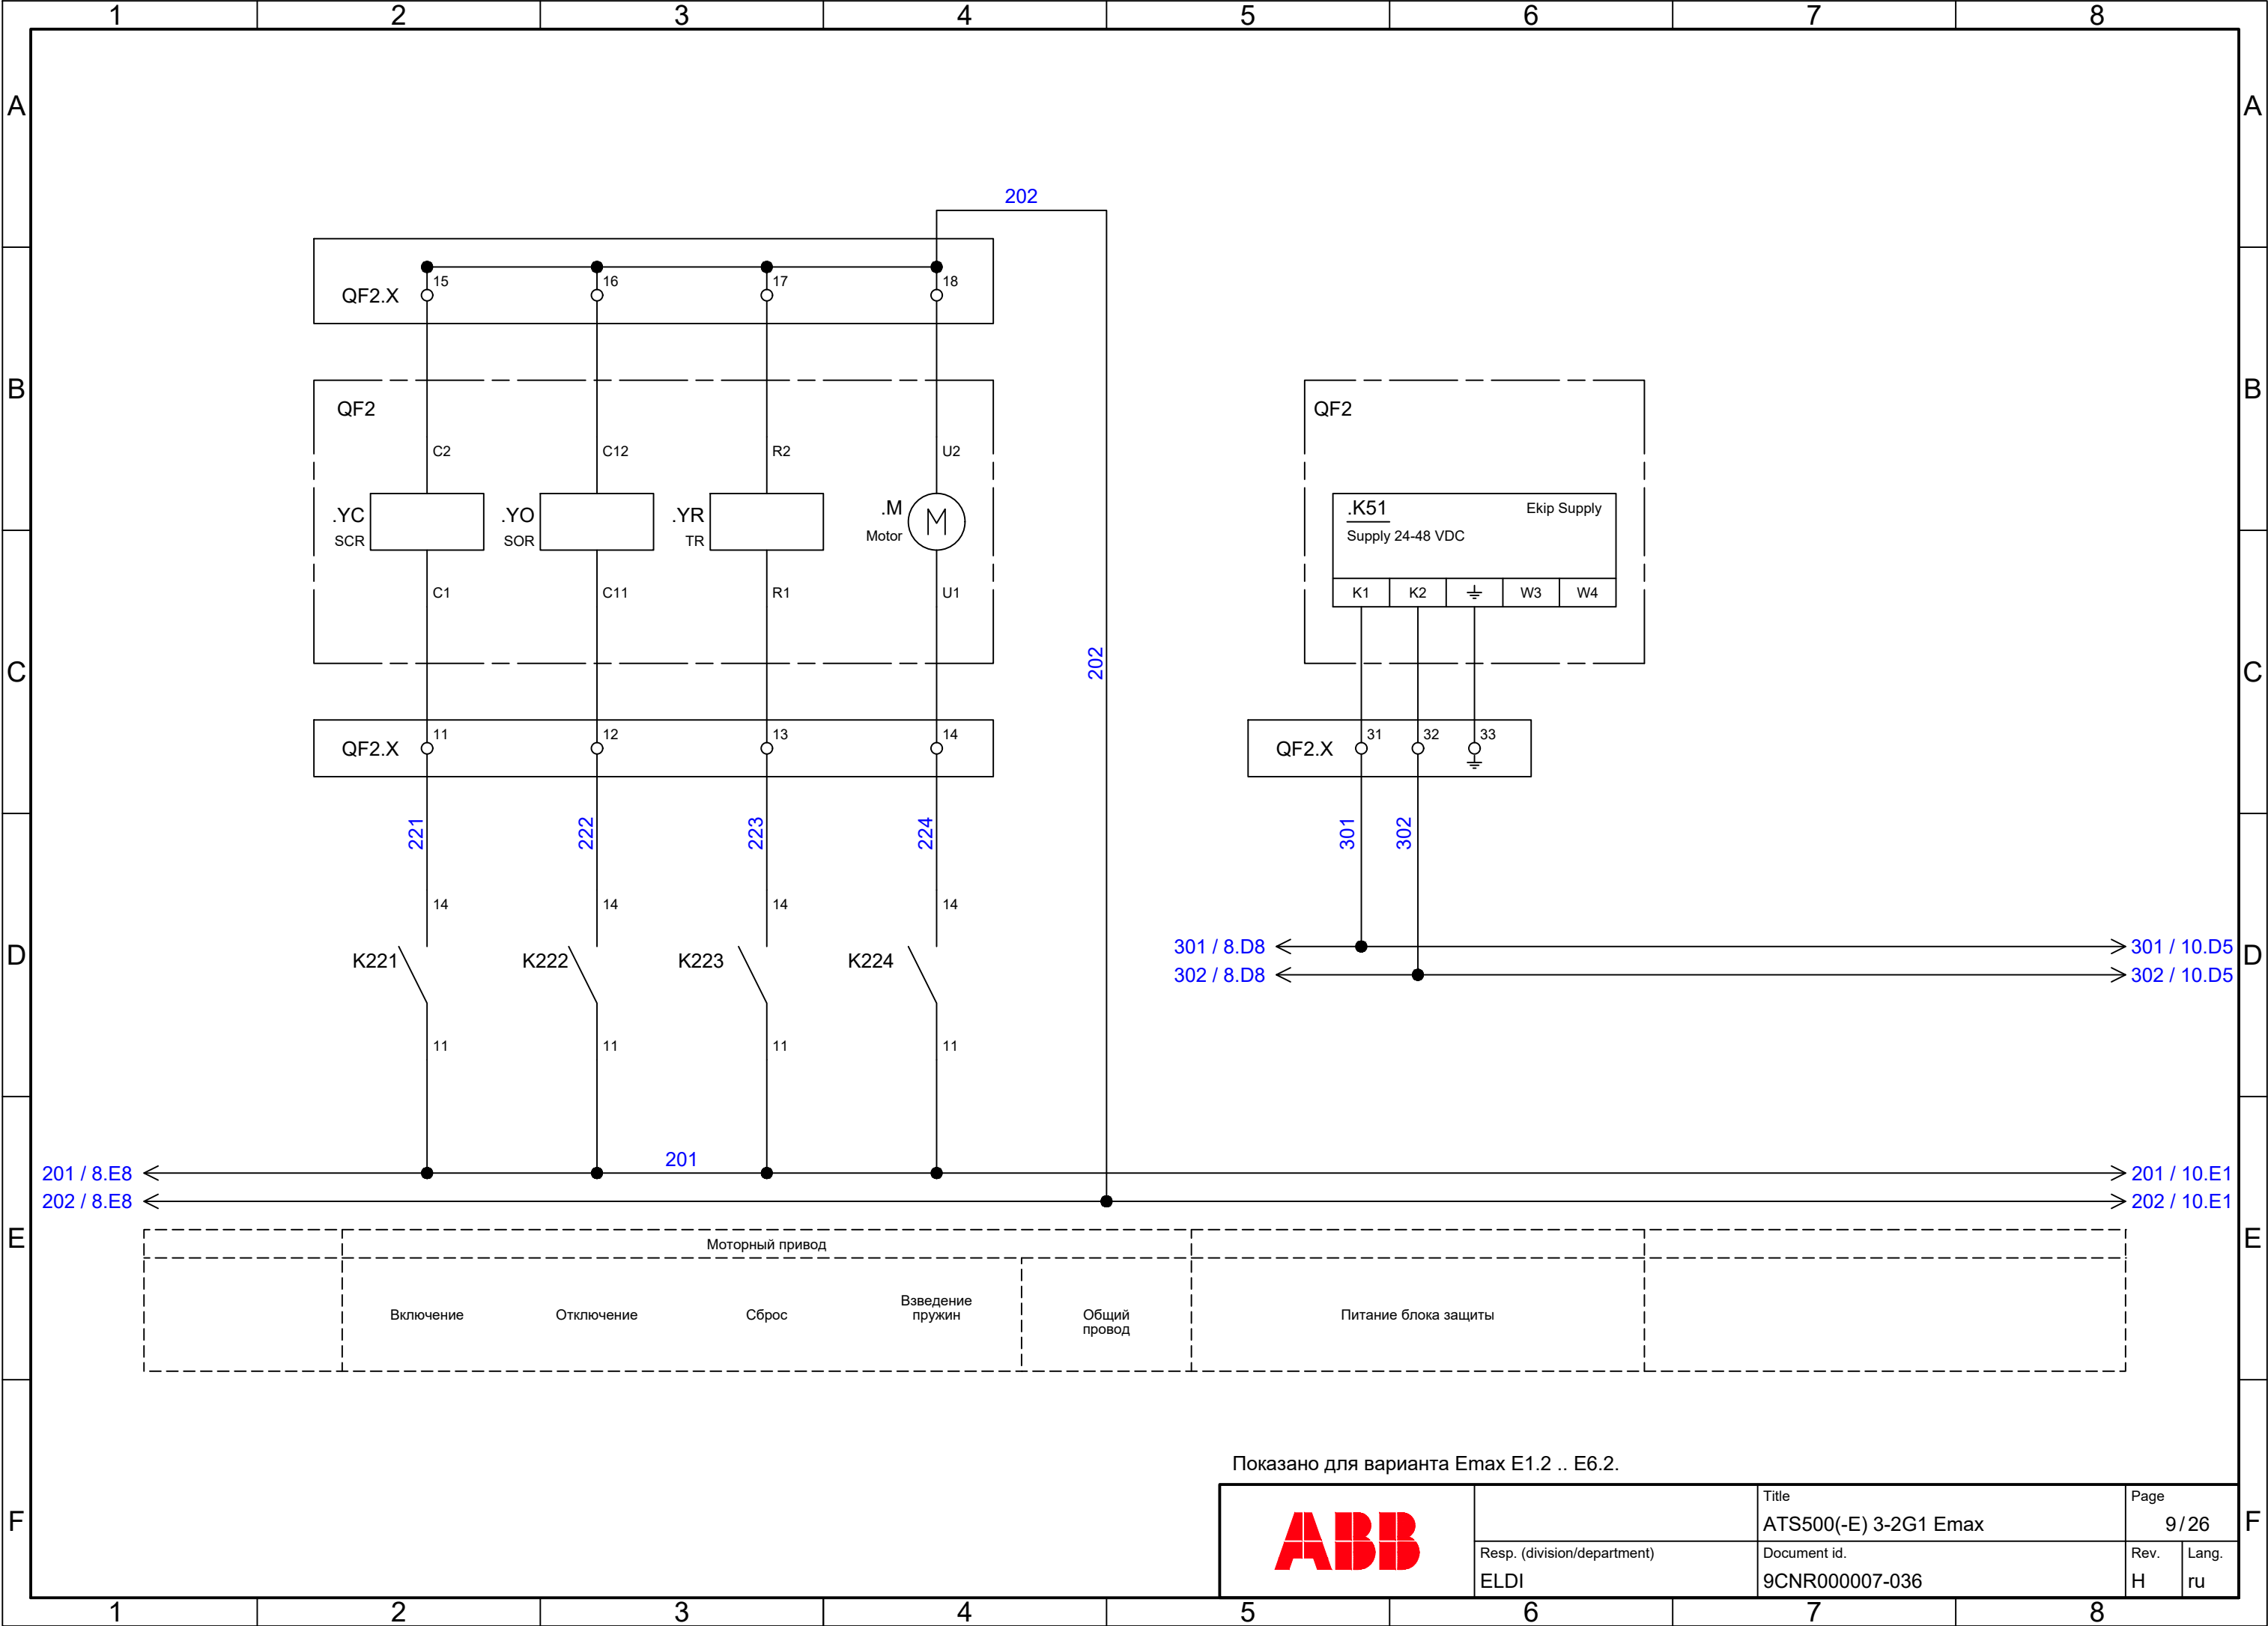 1 2 3 4 5 6 7 8
A A
202
QF2.X 15 16 17 18
B B
QF2 QF2
C2 C12 R2 U2
.YC SCR
.YO SOR
.YR TR
.M Motor
M
.K51 Ekip Supply
Supply 24-48 VDC
C1 C11 R1 U1
K1 K2 W3 W4
202
C C
QF2.X 11 12 13 14
QF2.X 31 32 33
221 222 223 224
301 302
14 14 14 14
D D
K221 K222 K223 K224
301 / 8.D8 301 / 10.D5
302 / 8.D8 302 / 10.D5
11 11 11 11
201
201 / 8.E8 201 / 10.E1
202 / 8.E8 202 / 10.E1
E E
Моторный привод
Включение
Отключение
Сброс
Взведение
пружин
Общий
провод
Питание блока защиты
Показано для варианта Emax E1.2 .. E6.2.
F F
ABB
Title
ATS500(-E) 3-2G1 Emax
Page
9 / 26
Resp. (division/department)
ELDI
Document id.
9CNR000007-036
Rev.
H
Lang.
ru
1 2 3 4 5 6 7 8